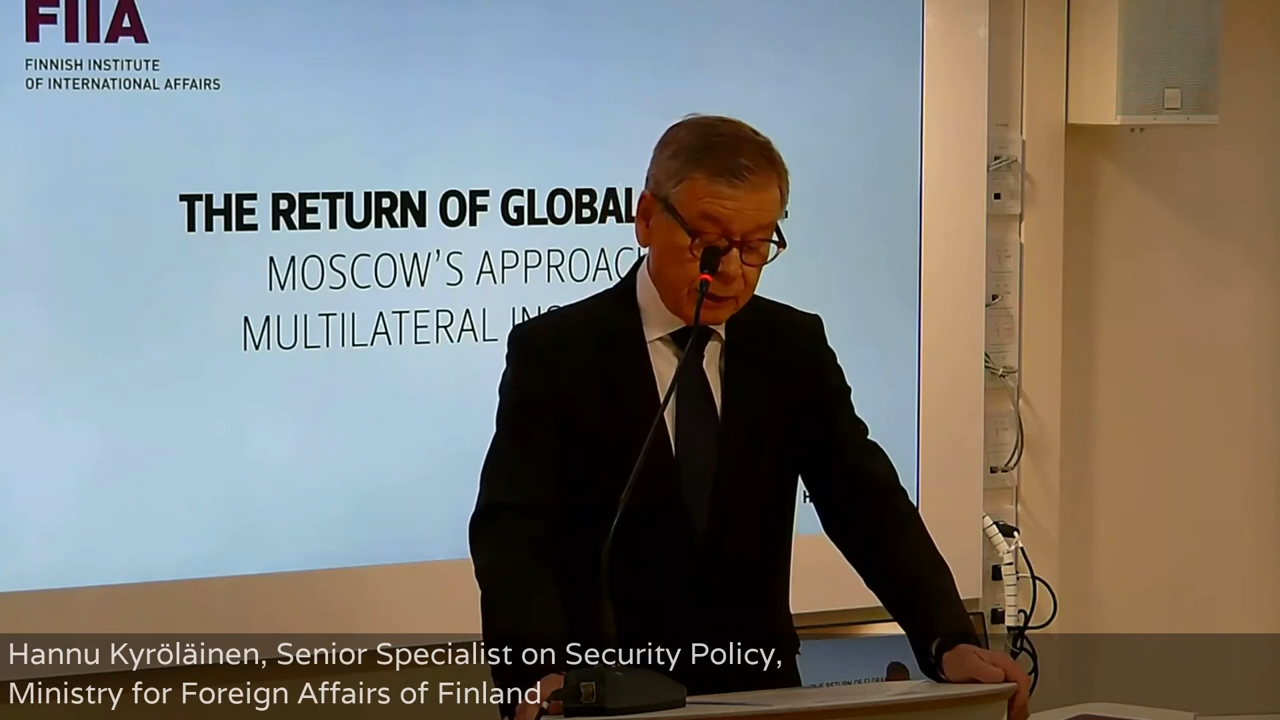 FIIA
FINNISH INSTITUTE
OF INTERNATIONAL AFFAIRS
THE RETURN OF GLOBAL
MOSCOW'S
MULTILATERAL
Hannu Kyröläinen, Senior Specialist on Security Policy,
Ministry for Foreign Affairs of Finland